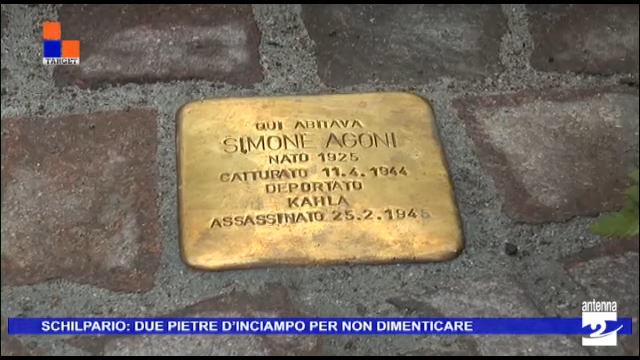 TARGET
QUI ABITAVA
SIMONE AGONI
NATO 1925
CATTURATO 11.4.1944
DEPORTATO
KAHLA
ASSASSINATO 25.2.1945
antenna
2
SCHILPARIO: DUE PIETRE D'INCIAMPO PER NON DIMENTICARE